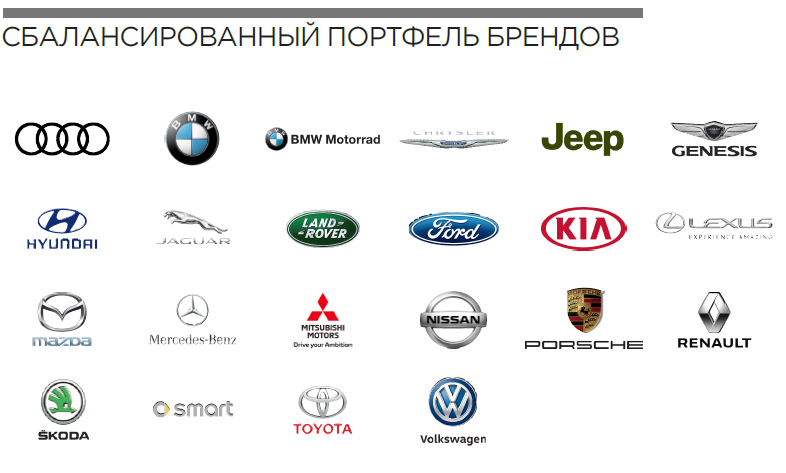 СБАЛАНСИРОВАННЫЙ ПОРТФЕЛЬ БРЕНДОВ
BMW
BMW Motorrad
CHRYSLER
Jeep
GENESIS
HYUNDAI
JAGUAR
LAND-
-ROVER
Ford
KIA
LEXUS
EXPERIENCE AMAZING
mazda
Mercedes-Benz
MITSUBISHI
MOTORS
Drive your Ambition
NISSAN
PORSCHE
PORSCHE
RENAULT
ŠKODA
smart
TOYOTA
Volkswagen